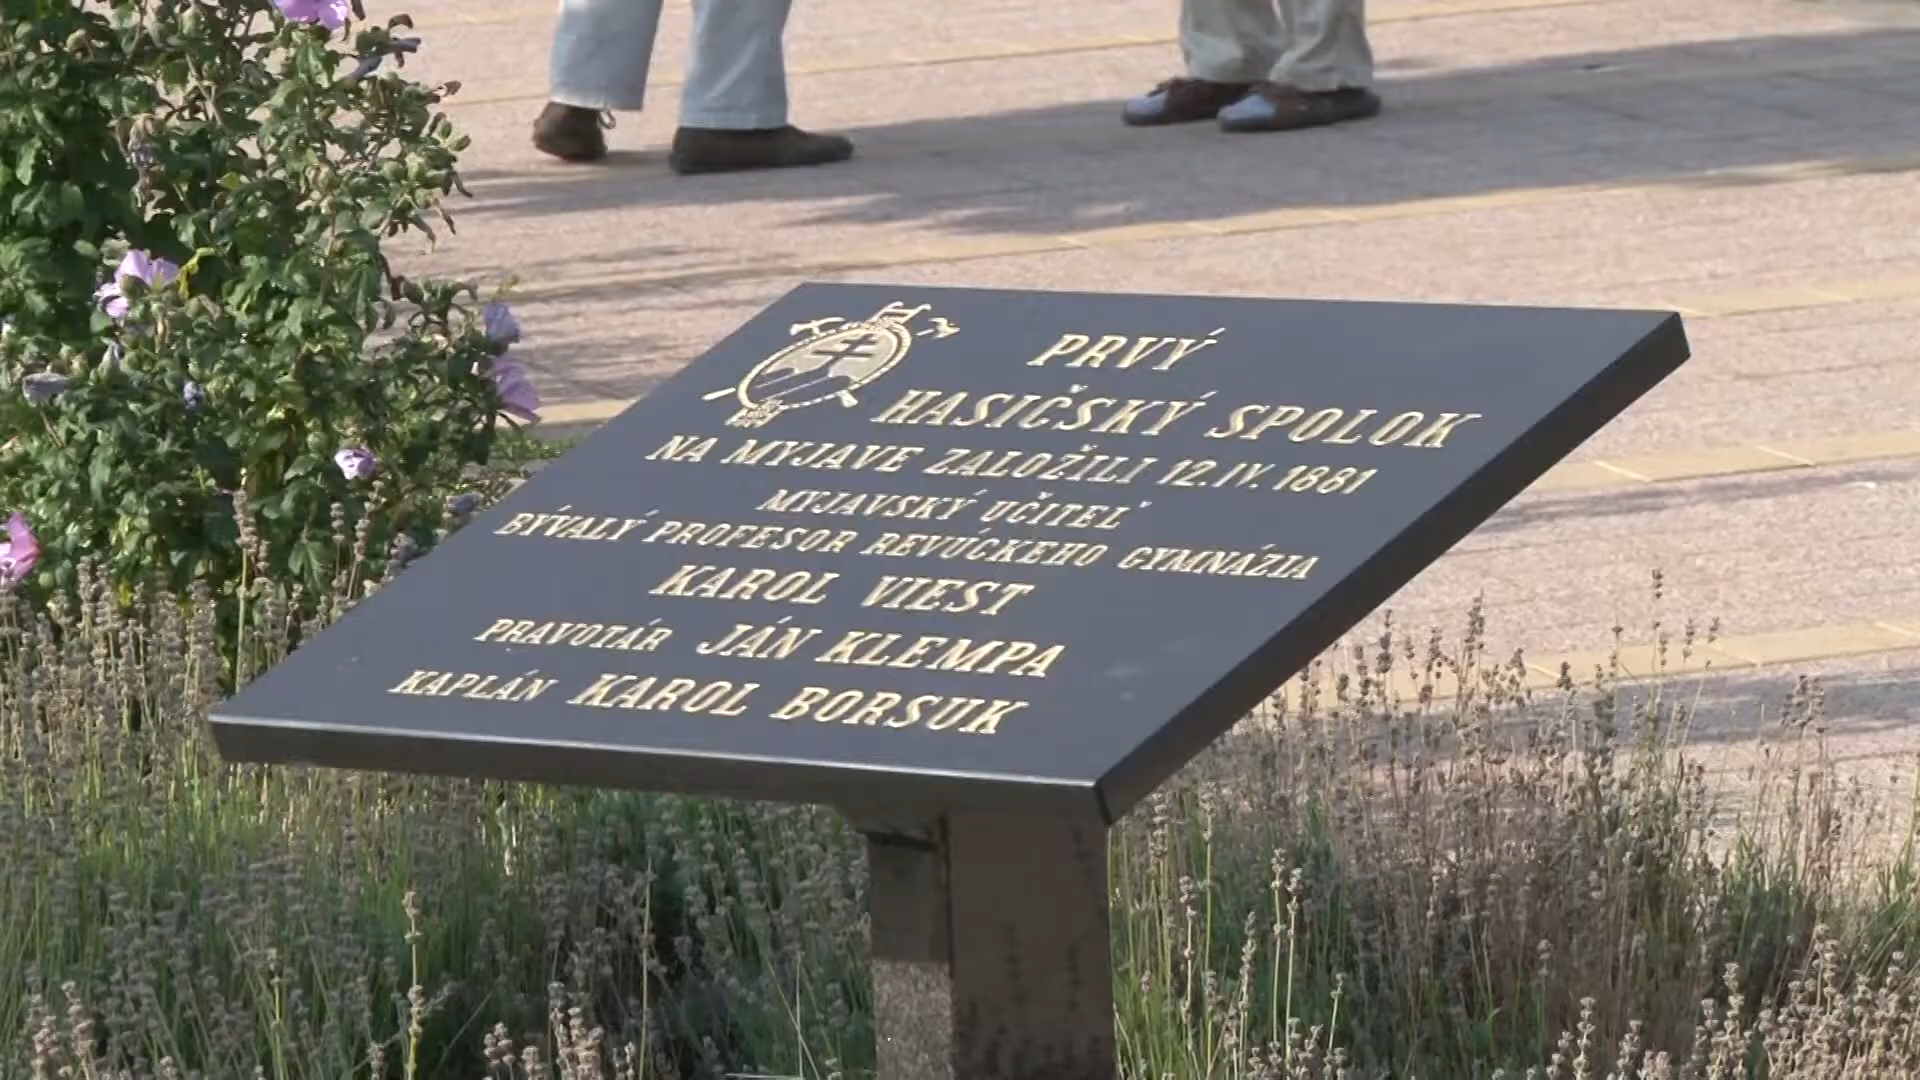 PRVÝ
HASIČSKÝ SPOLOK
NA MYJAVE ZALOŽILI 12.IV.1881
MYJAVSKÝ UČITEĽ
BÝVALÝ PROFESOR REVÚCKEHO GYMNÁZIA
KAROL VIEST
PRAVOTÁR JÁN KLEMPA
KAPLÁN KAROL BORSUK